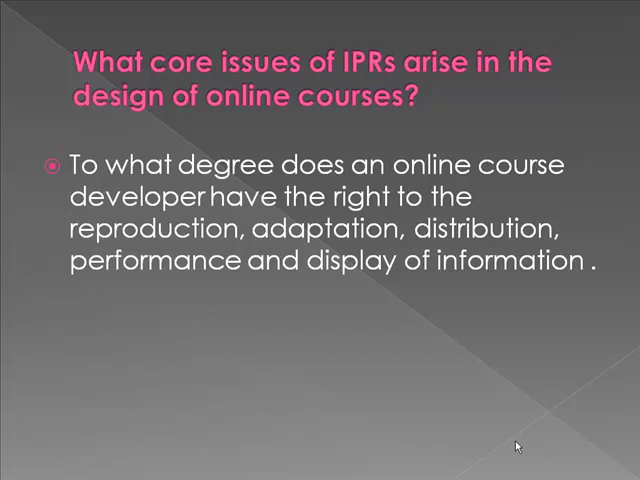 What core issues of IPRs arise in the
design of online courses?
To what degree does an online course
developer have the right to the
reproduction, adaptation, distribution,
performance and display of information .